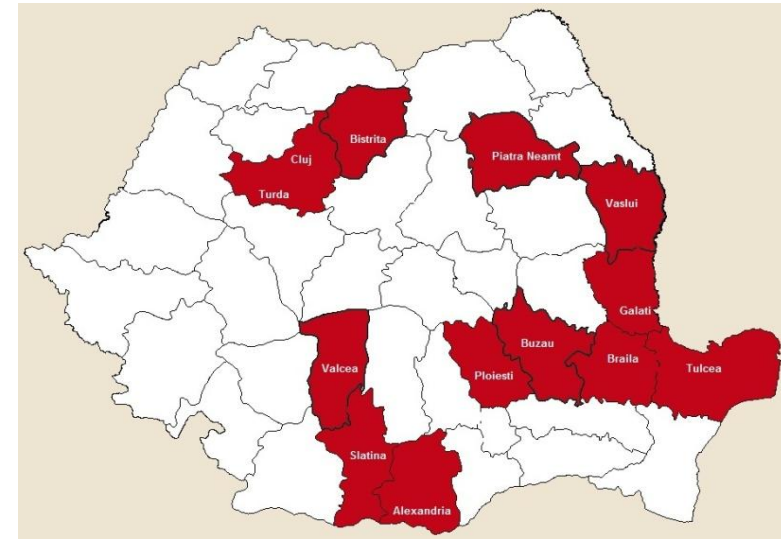 Bistrita
Cluj
Piatra Neamt
Turda
Vaslui
Galati
Buzau
Braila
Valcea
Ploiesti
Tulcea
Slatina
Alexandria